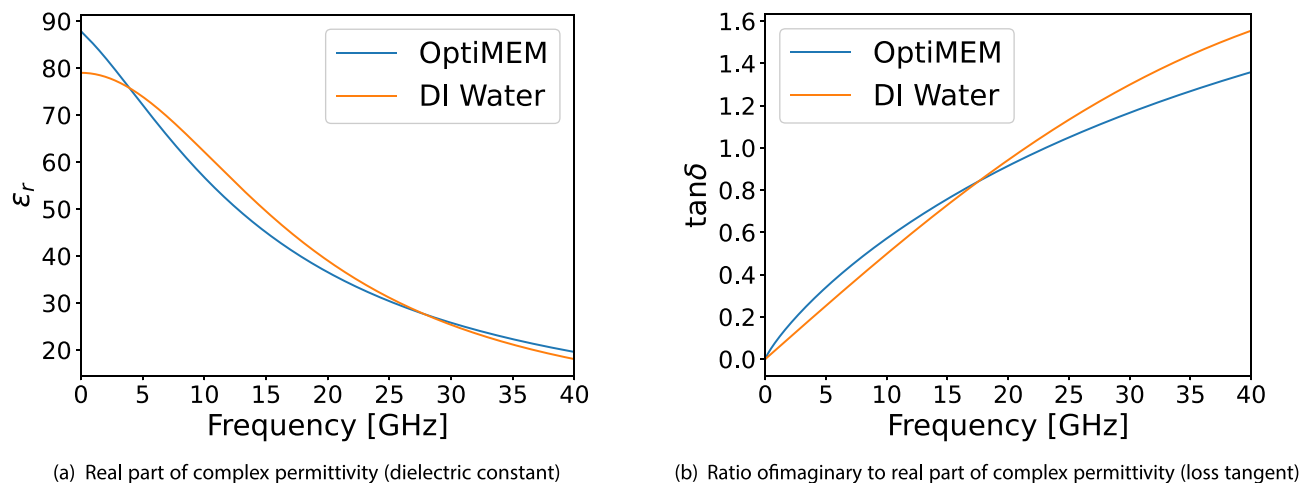 90
80
70
60
50
40
30
20
εr
0 5 10 15 20 25 30 35 40
Frequency [GHz]
OptiMEM
DI Water
(a) Real part of complex permittivity (dielectric constant)
1.6
1.4
1.2
1.0
0.8
0.6
0.4
0.2
0.0
tanδ
0 5 10 15 20 25 30 35 40
Frequency [GHz]
OptiMEM
DI Water
(b) Ratio ofimaginary to real part of complex permittivity (loss tangent)